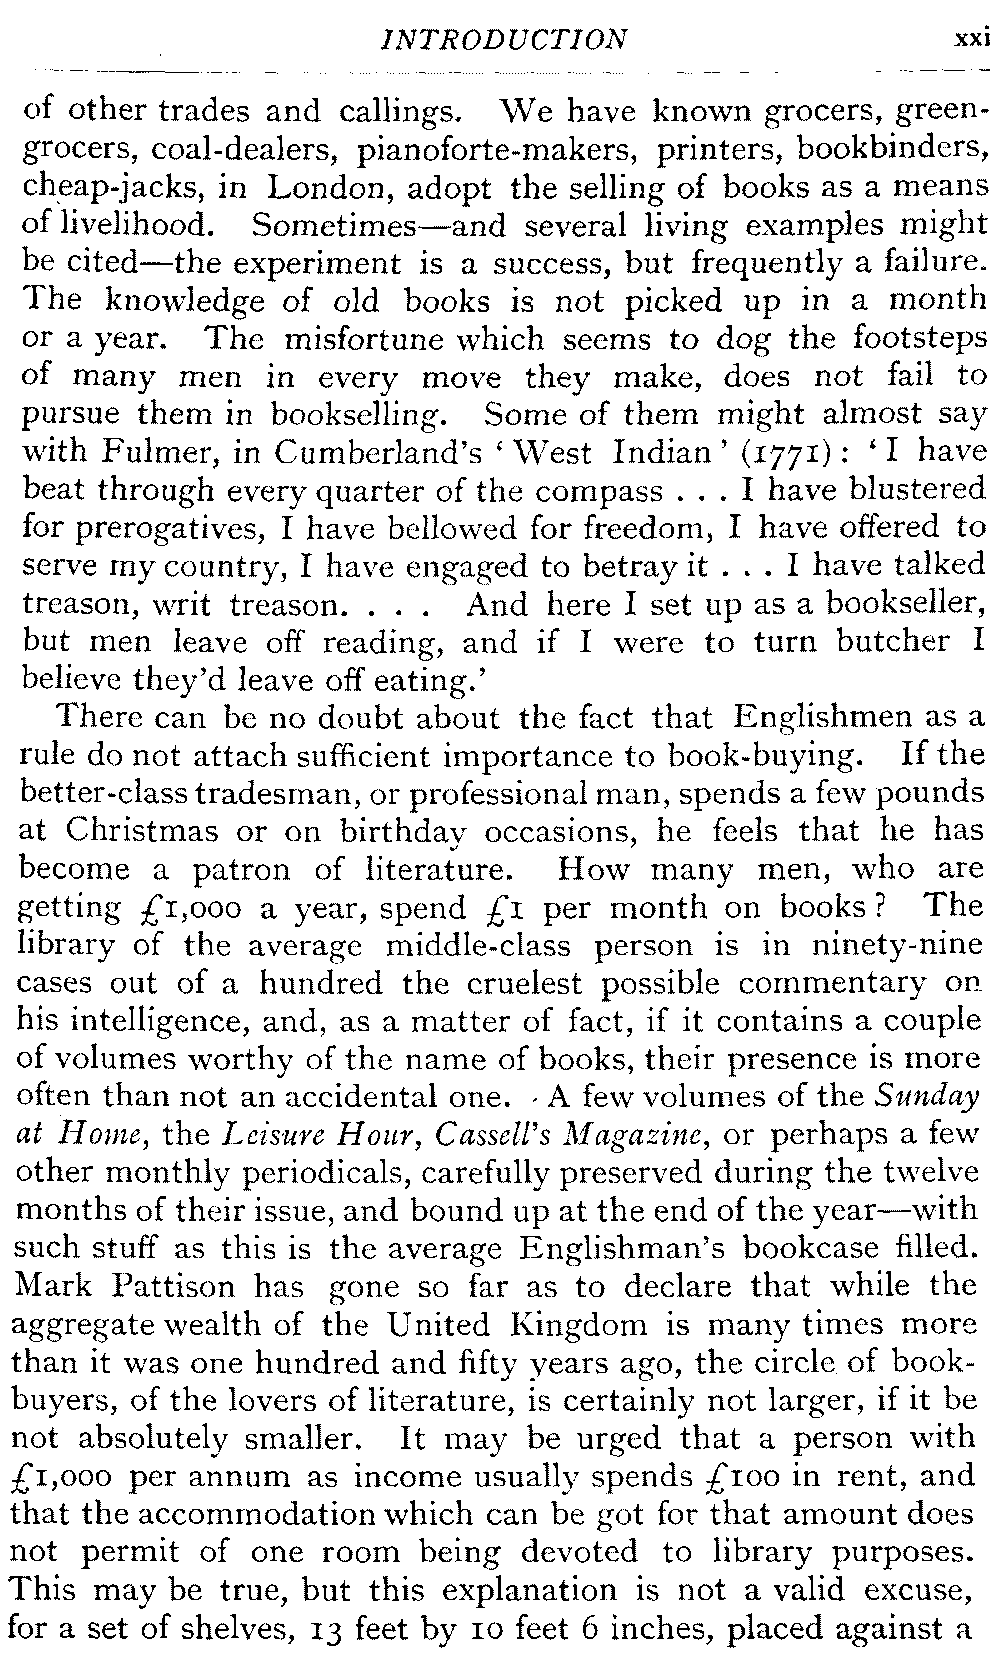 INTRODUCTION xxi
of other trades and callings. We have known grocers, green-
grocers, coal-dealers, pianoforte-makers, printers, bookbinders,
cheap-jacks, in London, adopt the selling of books as a means
of livelihood. Sometimes—and several living examples might
be cited—the experiment is a success, but frequently a failure.
The knowledge of old books is not picked up in a month
or a year. The misfortune which seems to dog the footsteps
of many men in every move they make, does not fail to
pursue them in bookselling. Some of them might almost say
with Fulmer, in Cumberland's ‘West Indian’ (1771): ‘I have
beat through every quarter of the compass . . . I have blustered
for prerogatives, I have bellowed for freedom, I have offered to
serve my country, I have engaged to betray it . . . I have talked
treason, writ treason. . . . And here I set up as a bookseller,
but men leave off reading, and if I were to turn butcher I
believe they'd leave off eating.’
There can be no doubt about the fact that Englishmen as a
rule do not attach sufficient importance to book-buying. If the
better-class tradesman, or professional man, spends a few pounds
at Christmas or on birthday occasions, he feels that he has
become a patron of literature. How many men, who are
getting £1,000 a year, spend £1 per month on books? The
library of the average middle-class person is in ninety-nine
cases out of a hundred the cruelest possible commentary on
his intelligence, and, as a matter of fact, if it contains a couple
of volumes worthy of the name of books, their presence is more
often than not an accidental one. A few volumes of the Sunday
at Home, the Leisure Hour, Cassell's Magazine, or perhaps a few
other monthly periodicals, carefully preserved during the twelve
months of their issue, and bound up at the end of the year—with
such stuff as this is the average Englishman's bookcase filled.
Mark Pattison has gone so far as to declare that while the
aggregate wealth of the United Kingdom is many times more
than it was one hundred and fifty years ago, the circle of book-
buyers, of the lovers of literature, is certainly not larger, if it be
not absolutely smaller. It may be urged that a person with
£1,000 per annum as income usually spends £100 in rent, and
that the accommodation which can be got for that amount does
not permit of one room being devoted to library purposes.
This may be true, but this explanation is not a valid excuse,
for a set of shelves, 13 feet by 10 feet 6 inches, placed against a